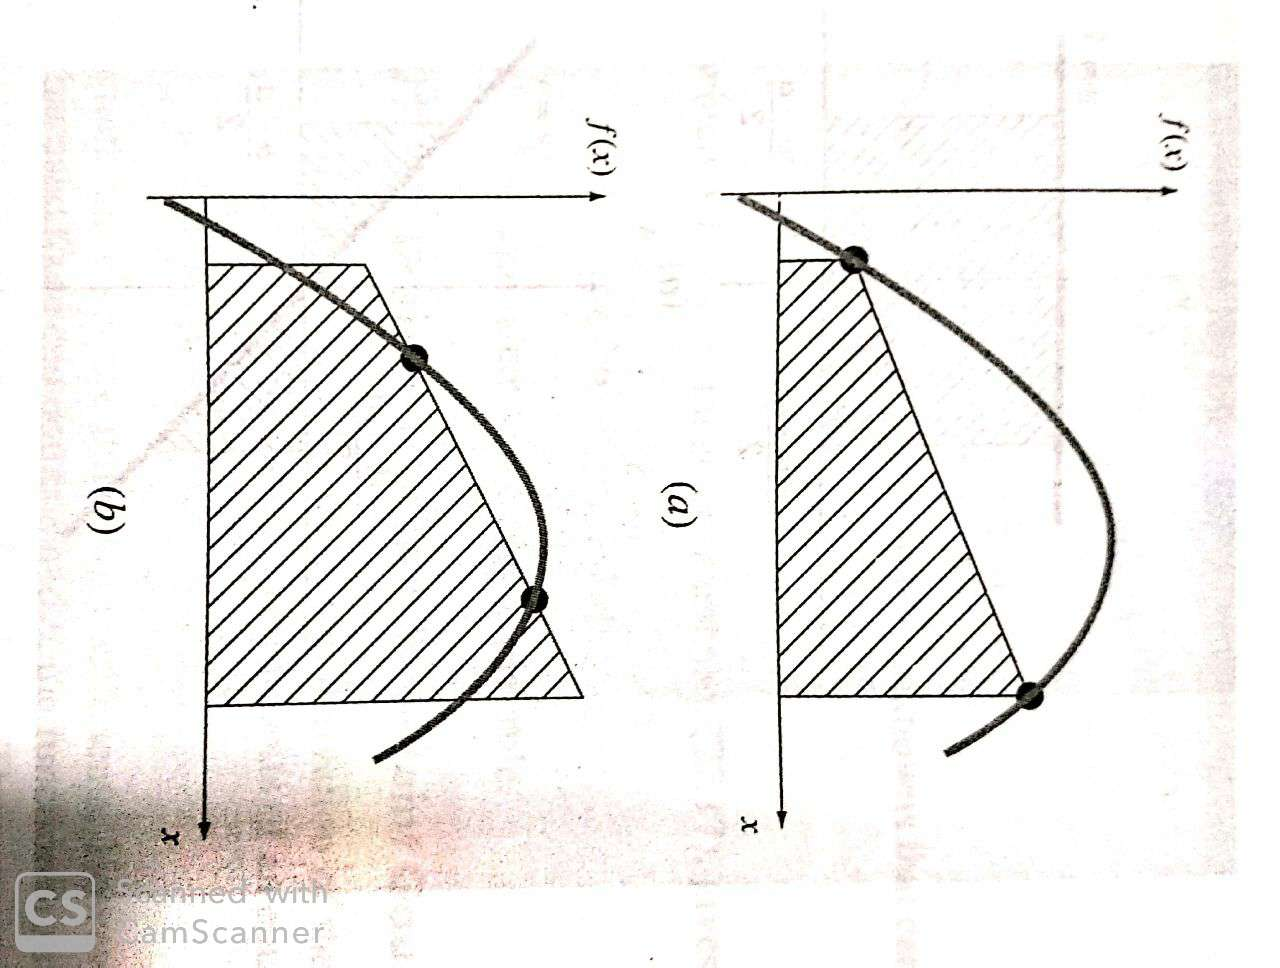 f(x)
x
(a)
f(x)
x
(b)
CS
Scanned with
CamScanner